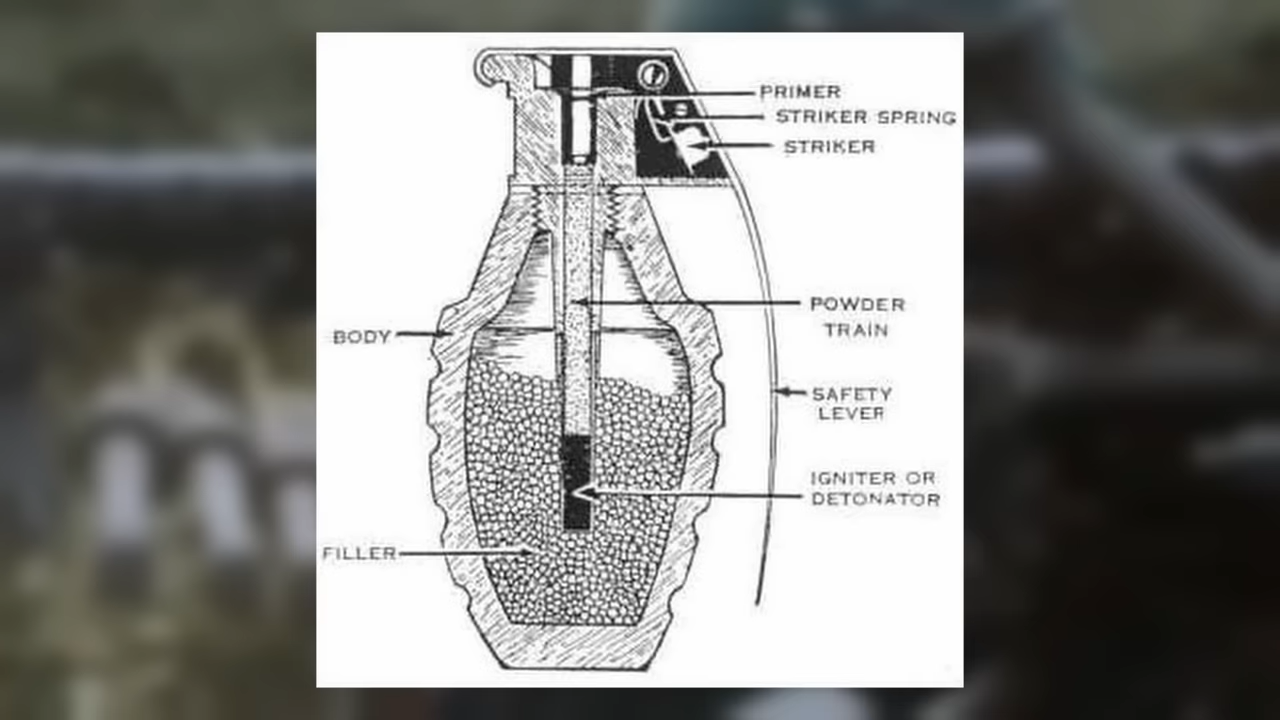 PRIMER
STRIKER SPRING
STRIKER
POWDER
TRAIN
BODY
SAFETY
LEVER
IGNITER OR
DETONATOR
FILLER